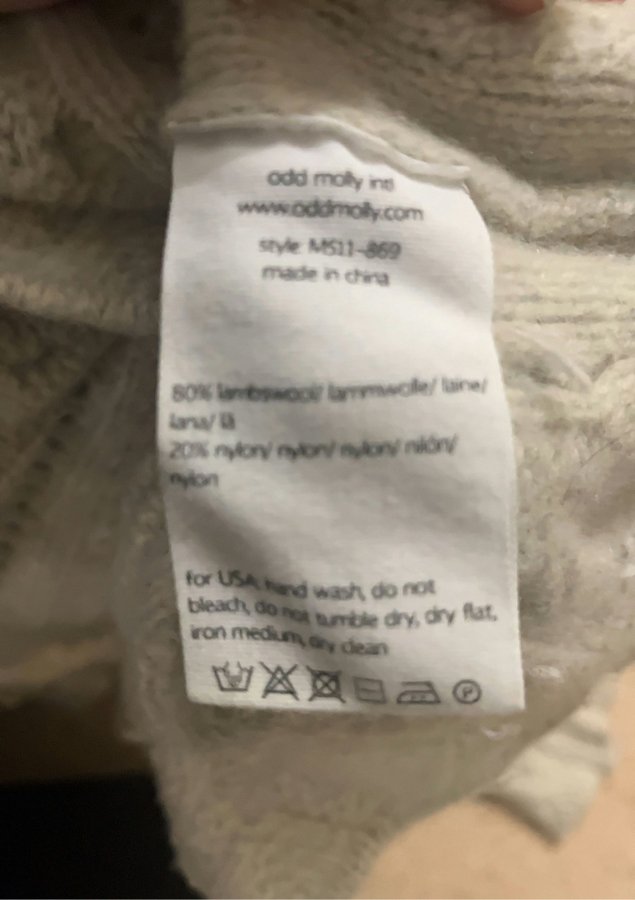 odd molly intl
www.oddmolly.com
style: MS11-869
made in china
80% lambswool/ lammwolle/ laine/
lana/ lã
20% nylon/ nylon/ nylon/ nilón/
nylon
for USA, hand wash, do not
bleach, do not tumble dry, dry flat,
iron medium, dry clean
P